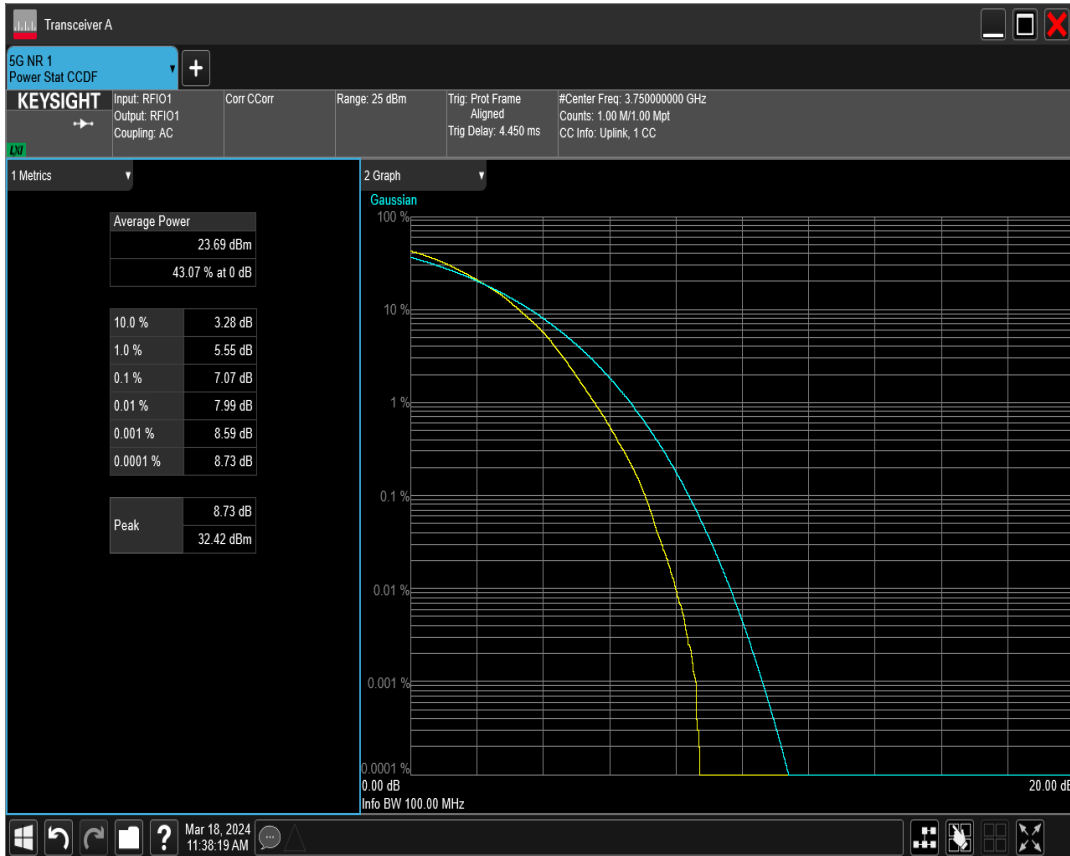 Transceiver A
5G NR 1
Power Stat CCDF
KEYSIGHT
LXI
Input: RFIO1
Output: RFIO1
Coupling: AC
Corr CCorr
Range: 25 dBm
Trig: Prot Frame
Aligned
Trig Delay: 4.450 ms
#Center Freq: 3.750000000 GHz
Counts: 1.00 M/1.00 Mpt
CC Info: Uplink, 1 CC
1 Metrics
Average Power
23.69 dBm
43.07 % at 0 dB
10.0 % 3.28 dB
1.0 % 5.55 dB
0.1 % 7.07 dB
0.01 % 7.99 dB
0.001 % 8.59 dB
0.0001 % 8.73 dB
Peak
8.73 dB
32.42 dBm
2 Graph
Gaussian
100 %
10 %
1 %
0.1 %
0.01 %
0.001 %
0.0001 %
0.00 dB 20.00 dB
Info BW 100.00 MHz
Mar 18, 2024
11:38:19 AM